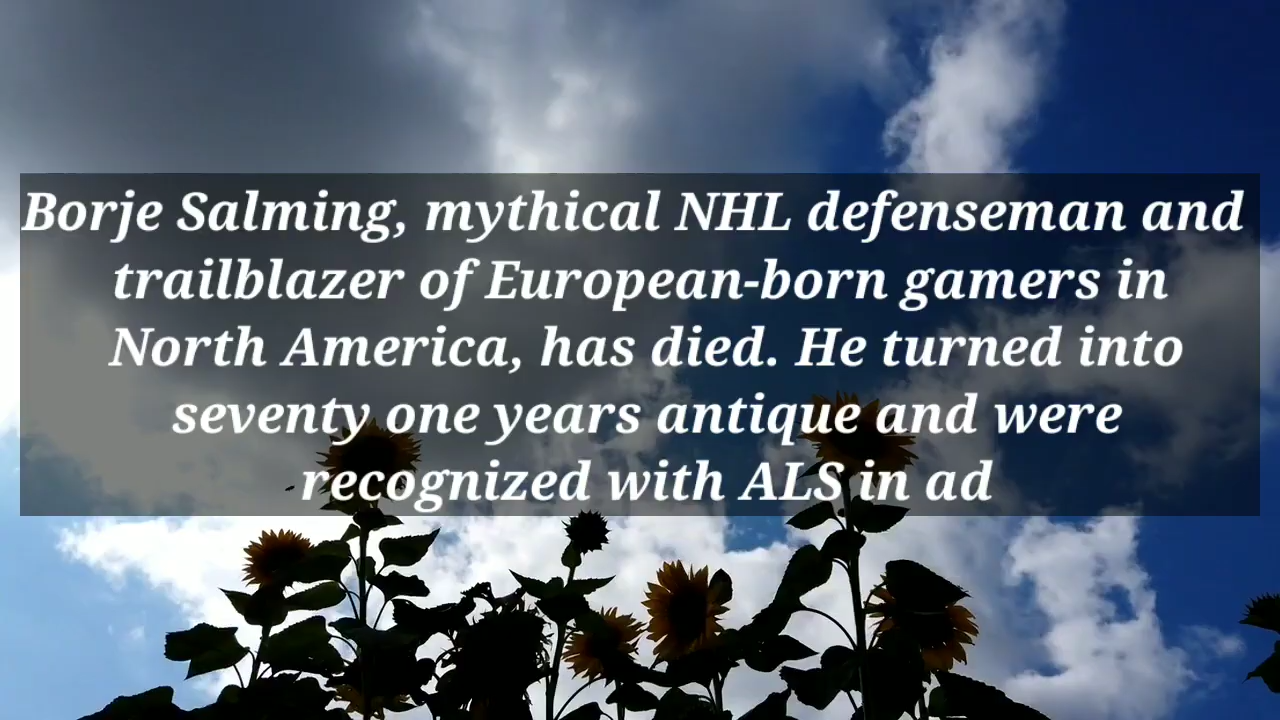 Borje Salming, mythical NHL defenseman and
trailblazer of European-born gamers in
North America, has died. He turned into
seventy one years antique and were
recognized with ALS in ad